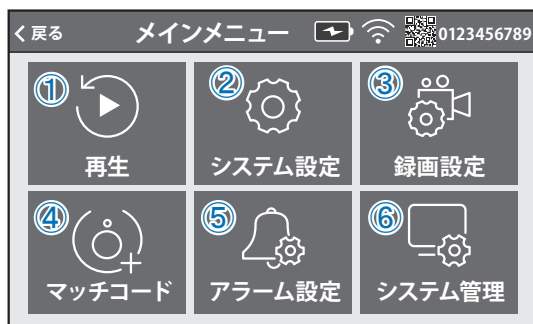 < 戻る メインメニュー 0123456789
① ② ③
再生 システム設定 録画設定
④ ⑤ ⑥
マッチコード アラーム設定 システム管理